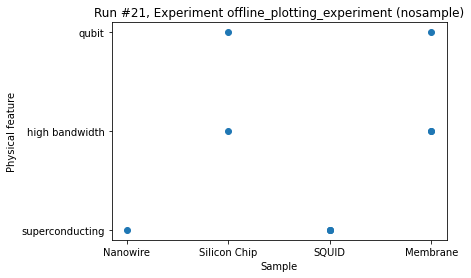 Run #21, Experiment offline_plotting_experiment (nosample)
qubit
high bandwidth
superconducting
Physical feature
Nanowire Silicon Chip SQUID Membrane
Sample